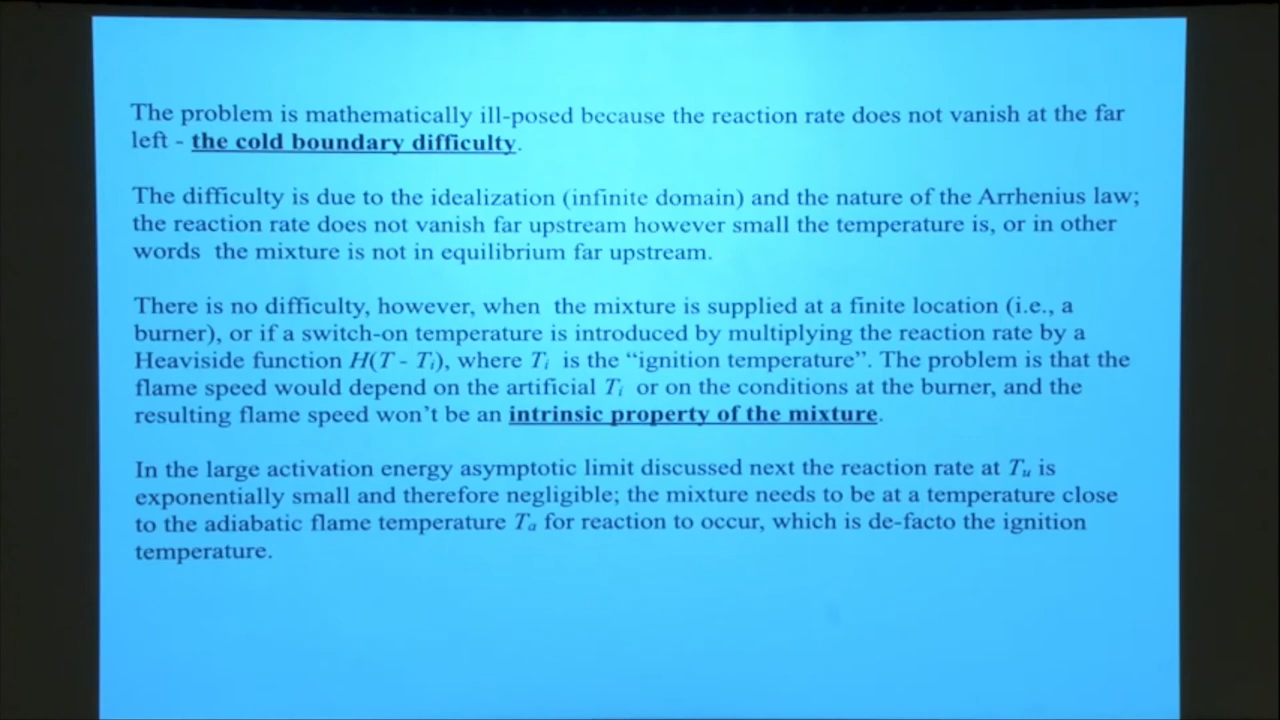 The problem is mathematically ill-posed because the reaction rate does not vanish at the far
left - the cold boundary difficulty.
The difficulty is due to the idealization (infinite domain) and the nature of the Arrhenius law;
the reaction rate does not vanish far upstream however small the temperature is, or in other
words the mixture is not in equilibrium far upstream.
There is no difficulty, however, when the mixture is supplied at a finite location (i.e., a
burner), or if a switch-on temperature is introduced by multiplying the reaction rate by a
Heaviside function H(T - Tᵢ), where Tᵢ is the “ignition temperature”. The problem is that the
flame speed would depend on the artificial Tᵢ or on the conditions at the burner, and the
resulting flame speed won’t be an intrinsic property of the mixture.
In the large activation energy asymptotic limit discussed next the reaction rate at Tᵤ is
exponentially small and therefore negligible; the mixture needs to be at a temperature close
to the adiabatic flame temperature Tₐ for reaction to occur, which is de-facto the ignition
temperature.